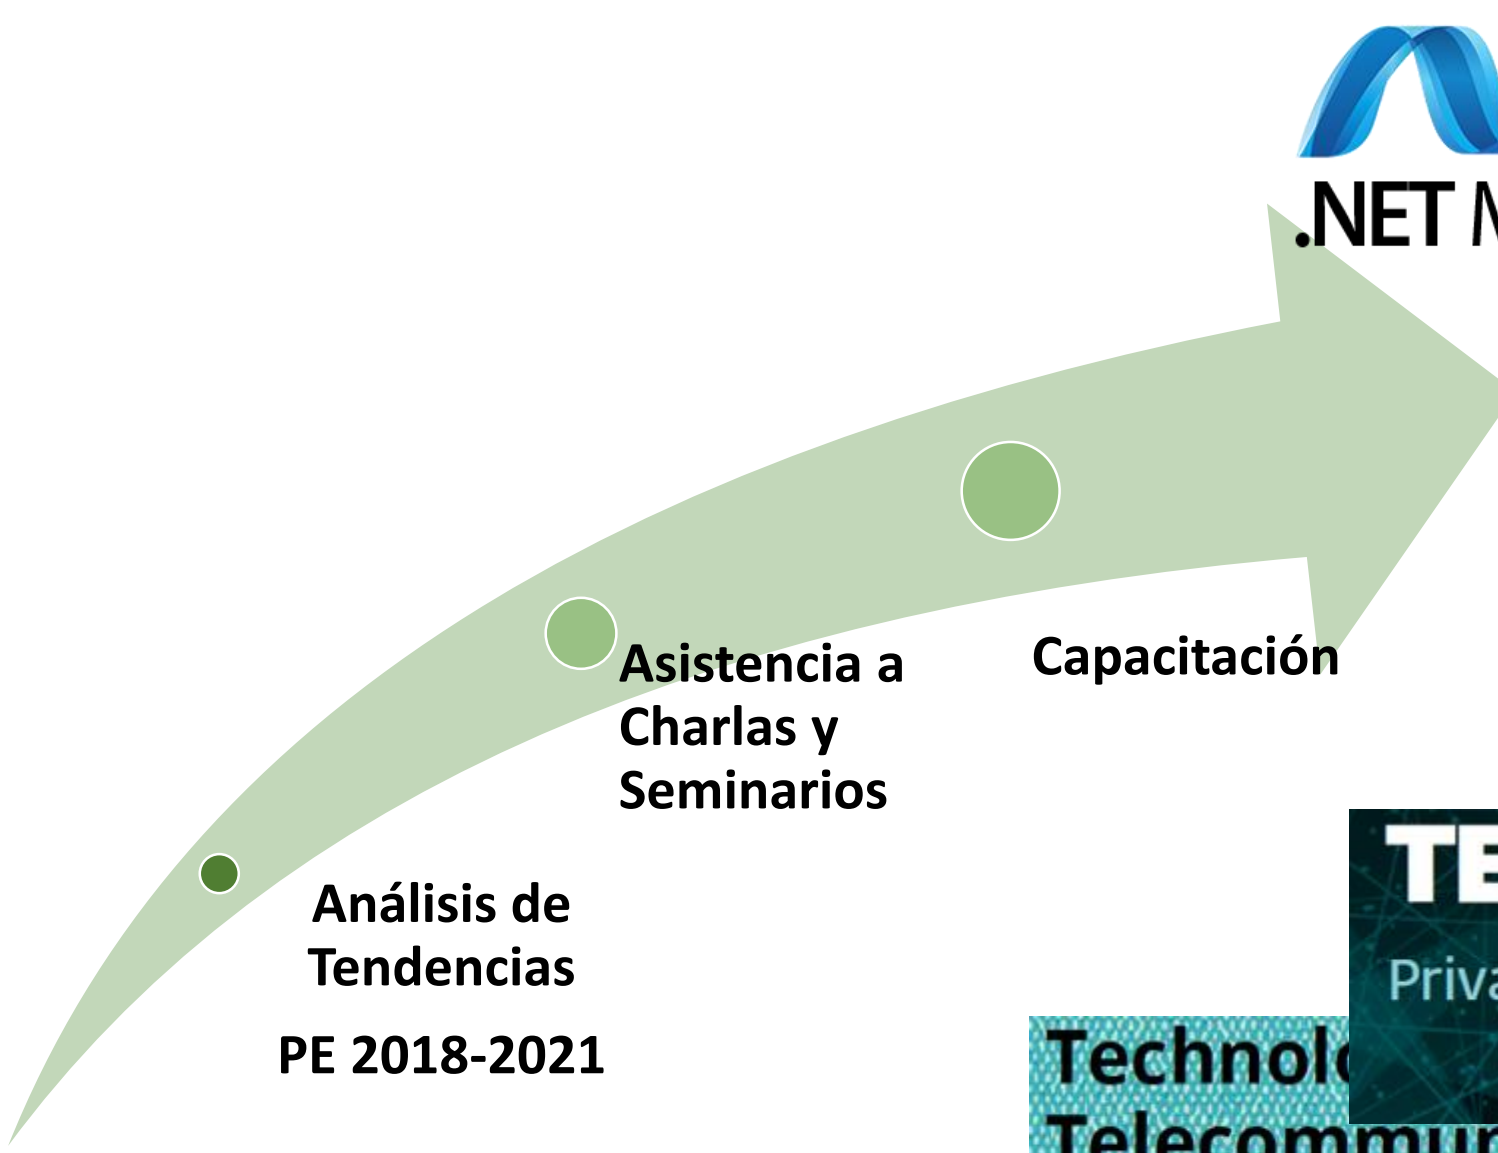 .NET
Asistencia a
Charlas y
Seminarios
Capacitación
Análisis de
Tendencias
PE 2018-2021